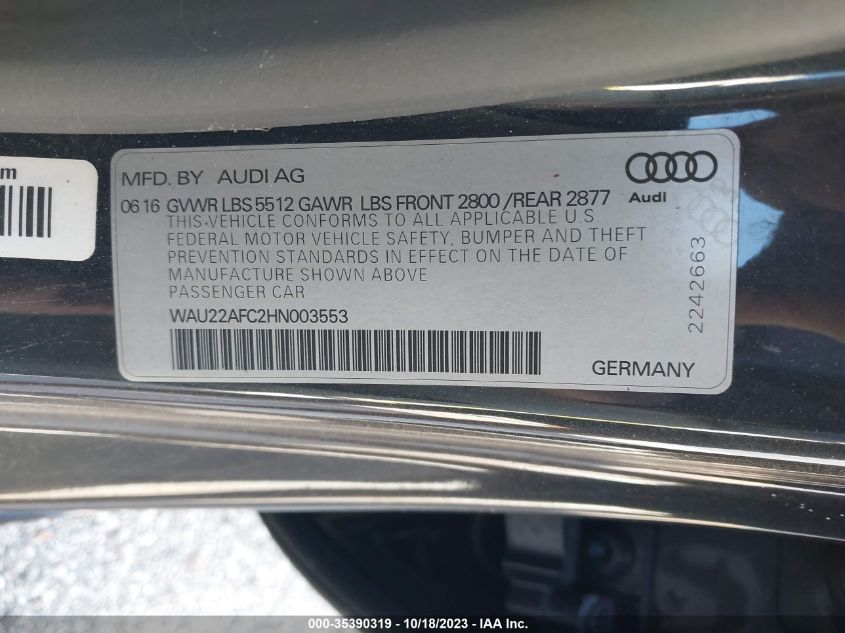 m
MFD. BY AUDI AG
0616 GVWR LBS 5512 GAWR LBS FRONT 2800 / REAR 2877
Audi
THIS VEHICLE CONFORMS TO ALL APPLICABLE U.S.
FEDERAL MOTOR VEHICLE SAFETY, BUMPER AND THEFT
PREVENTION STANDARDS IN EFFECT ON THE DATE OF
MANUFACTURE SHOWN ABOVE
PASSENGER CAR
2242663
WAU22AFC2HN003553
GERMANY
000-35390319 - 10/18/2023 - IAA Inc.